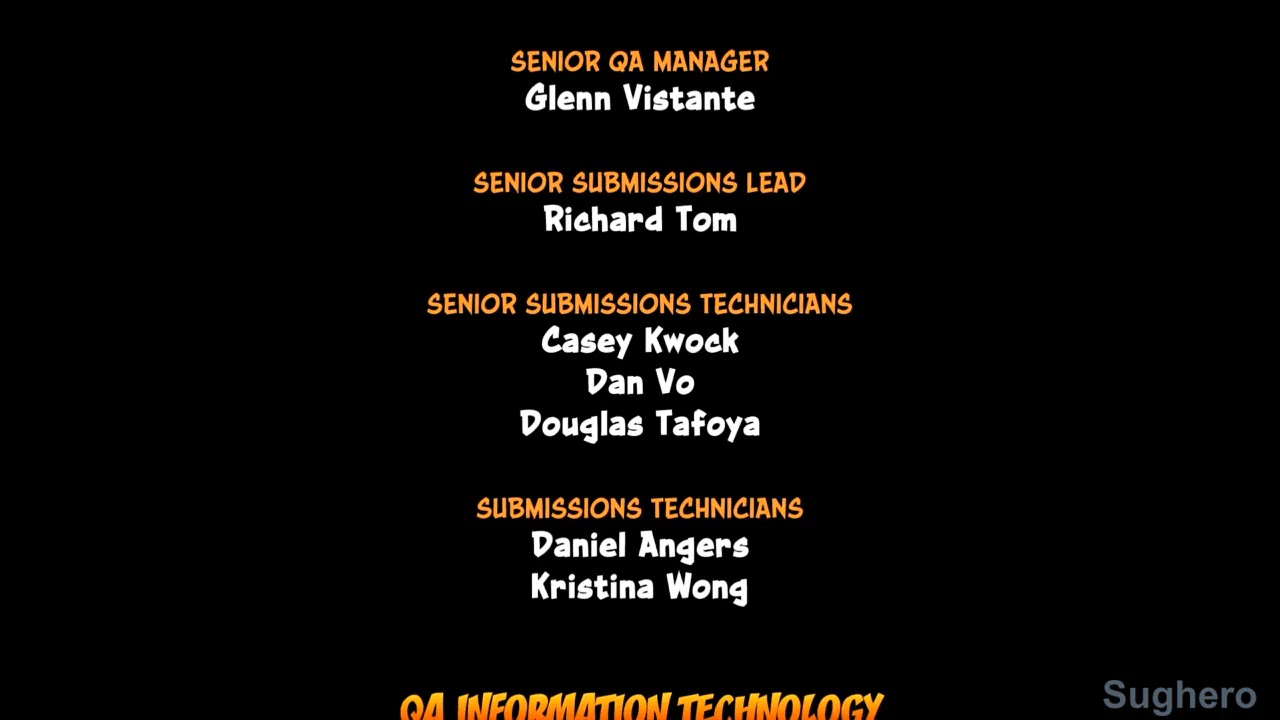 SENIOR QA MANAGER
Glenn Vistante
SENIOR SUBMISSIONS LEAD
Richard Tom
SENIOR SUBMISSIONS TECHNICIANS
Casey Kwock
Dan Vo
Douglas Tafoya
SUBMISSIONS TECHNICIANS
Daniel Angers
Kristina Wong
QA INFORMATION TECHNOLOGY
Sughero